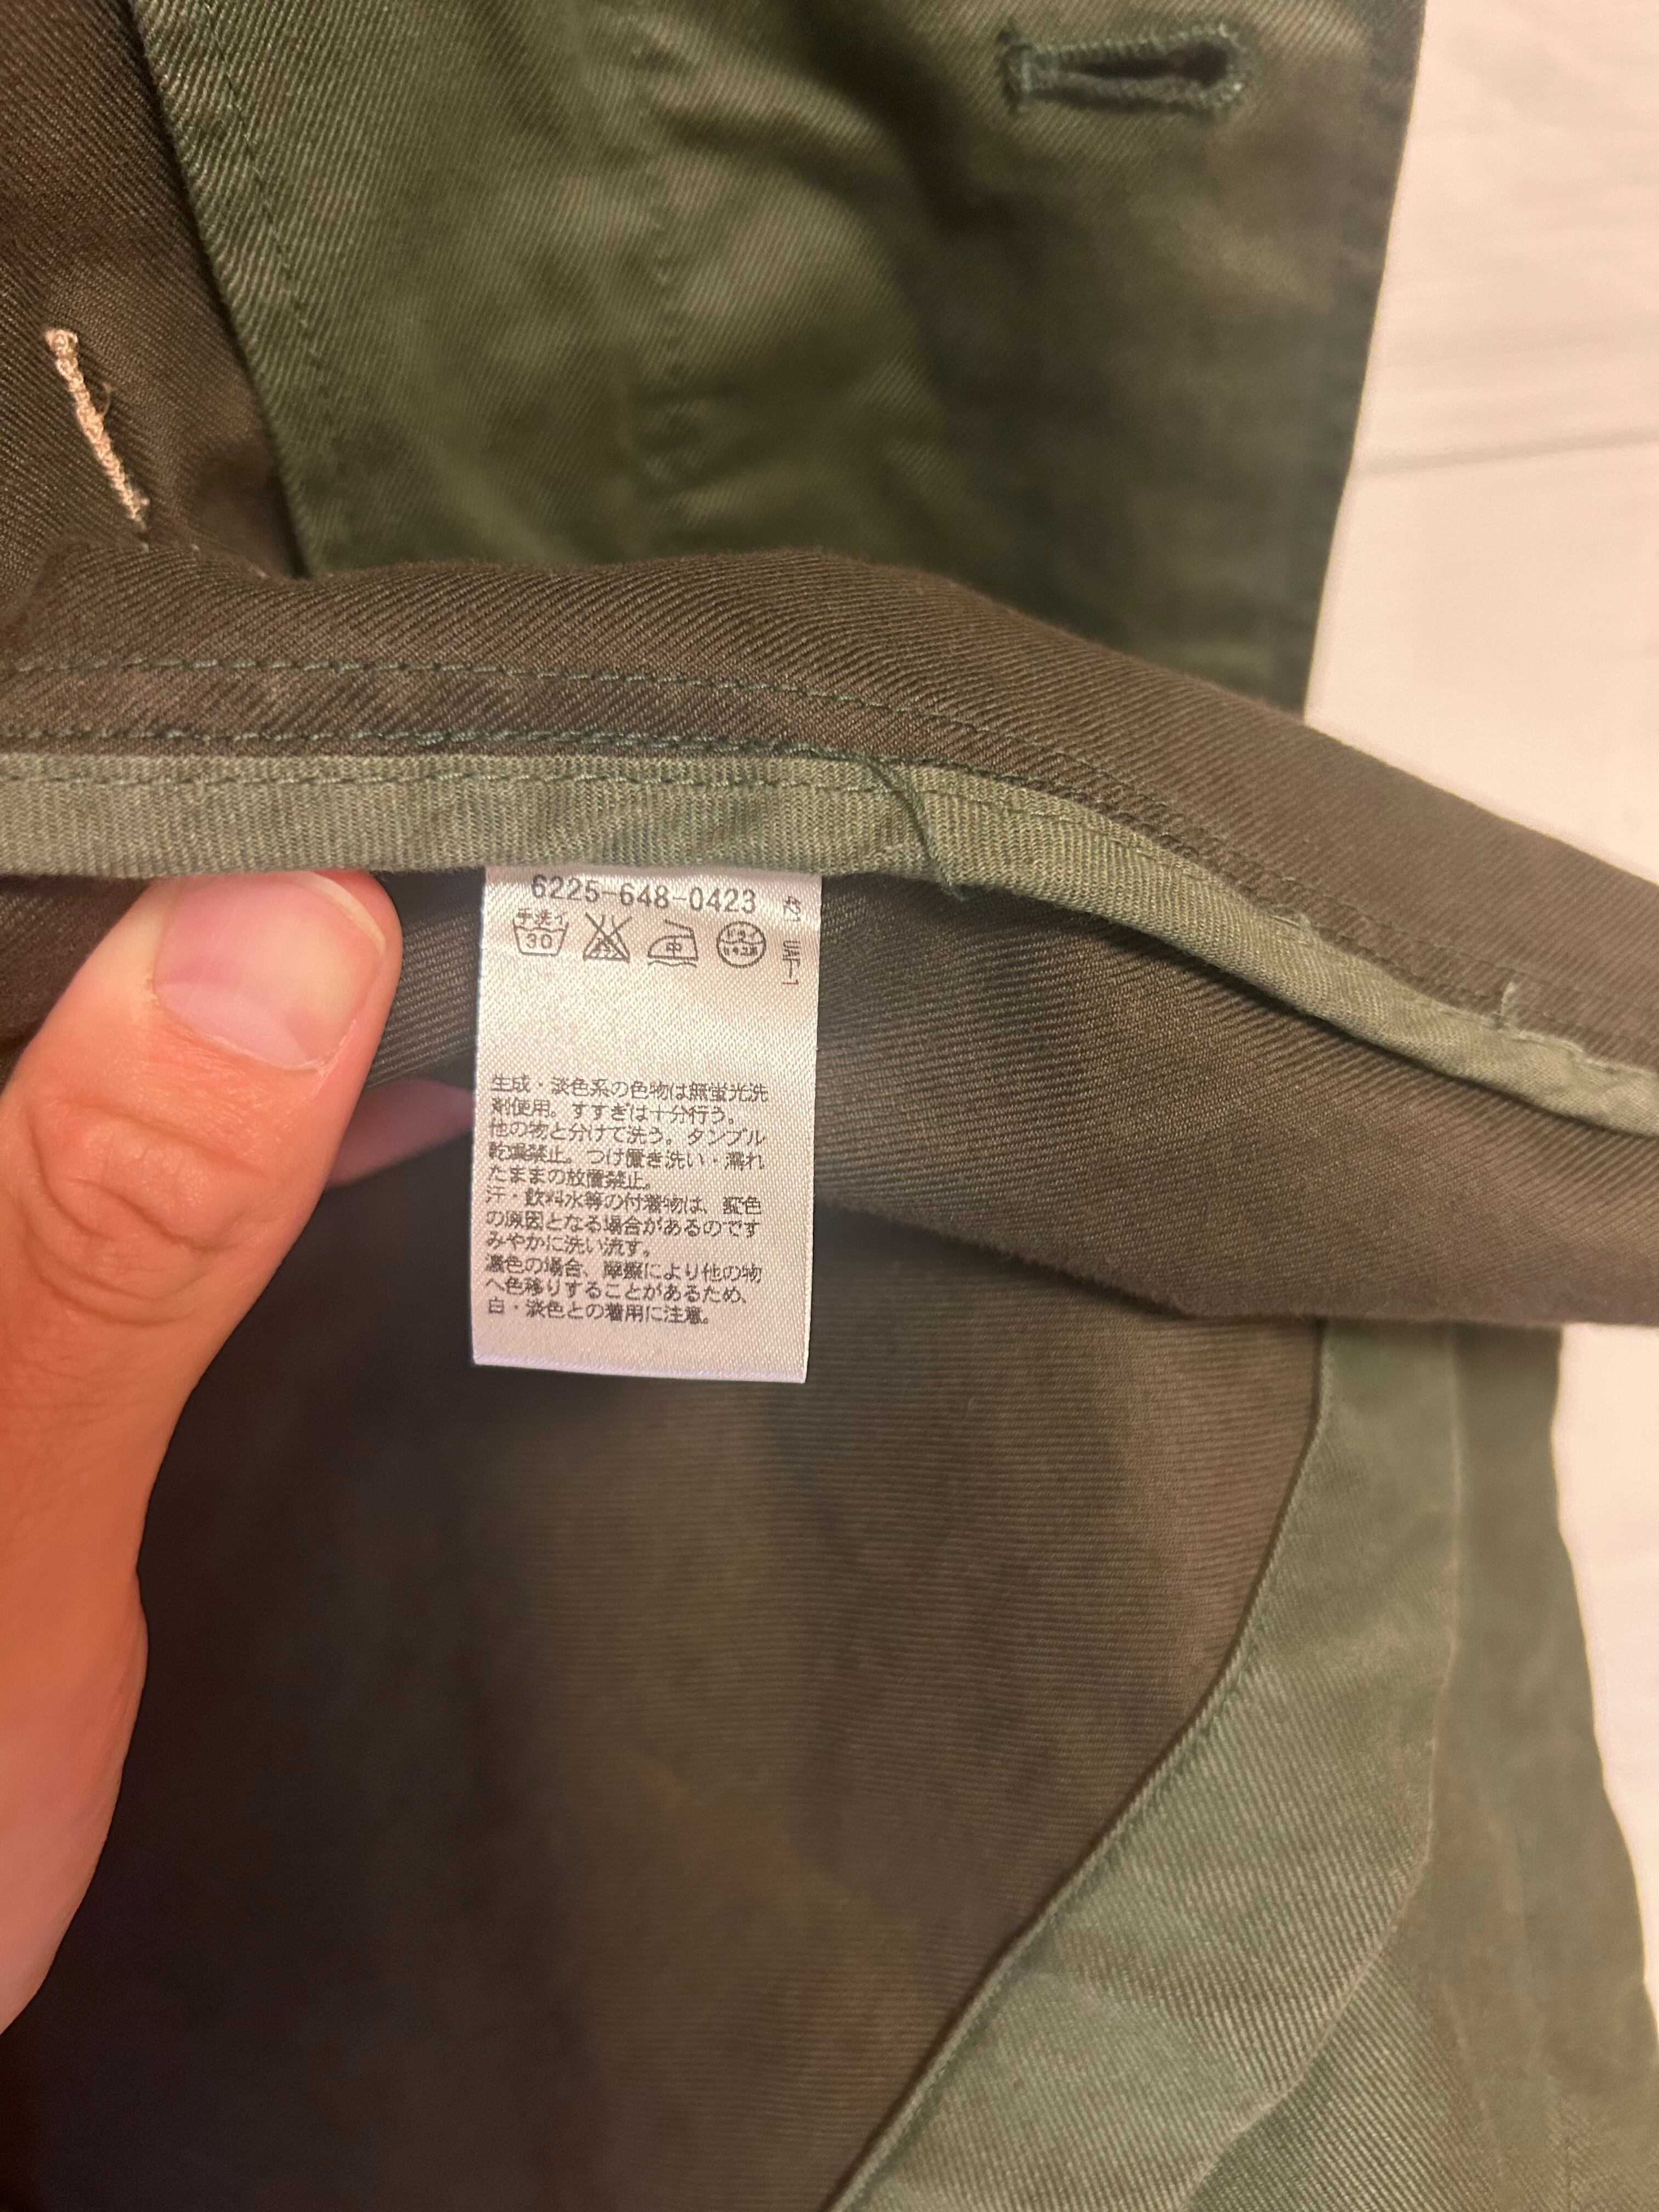 6225-648-0423
42
手洗イ
30
中
ドライ
生成・淡色系の色物は無蛍光洗
剤使用。すすぎは十分行う。
他の物と分けて洗う。タンブル
乾燥禁止。つけ置き洗い・濡れ
たままの放置禁止。
汗・飲料水等の付着物は、変色
の原因となる場合があるのです
みやかに洗い流す。
濃色の場合、摩擦により他の物
へ色移りすることがあるため、
白・淡色との着用に注意。